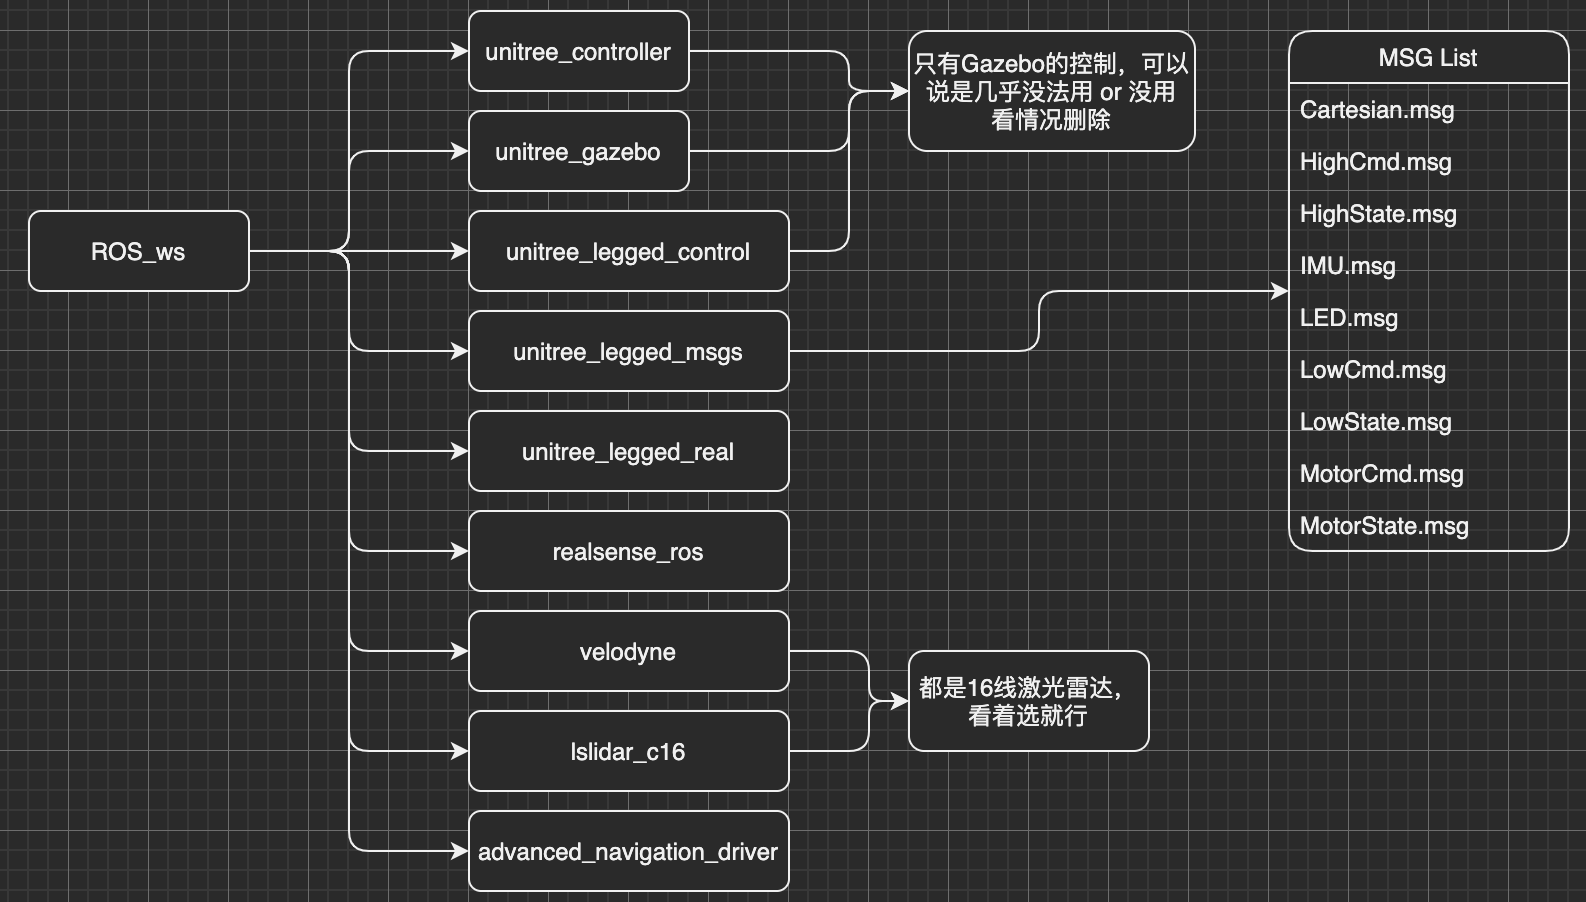 ROS_ws
unitree_controller
unitree_gazebo
unitree_legged_control
unitree_legged_msgs
unitree_legged_real
realsense_ros
velodyne
lslidar_c16
advanced_navigation_driver
只有Gazebo的控制，可以
说是几乎没法用 or 没用
看情况删除
都是16线激光雷达，
看着选就行
MSG List
Cartesian.msg
HighCmd.msg
HighState.msg
IMU.msg
LED.msg
LowCmd.msg
LowState.msg
MotorCmd.msg
MotorState.msg